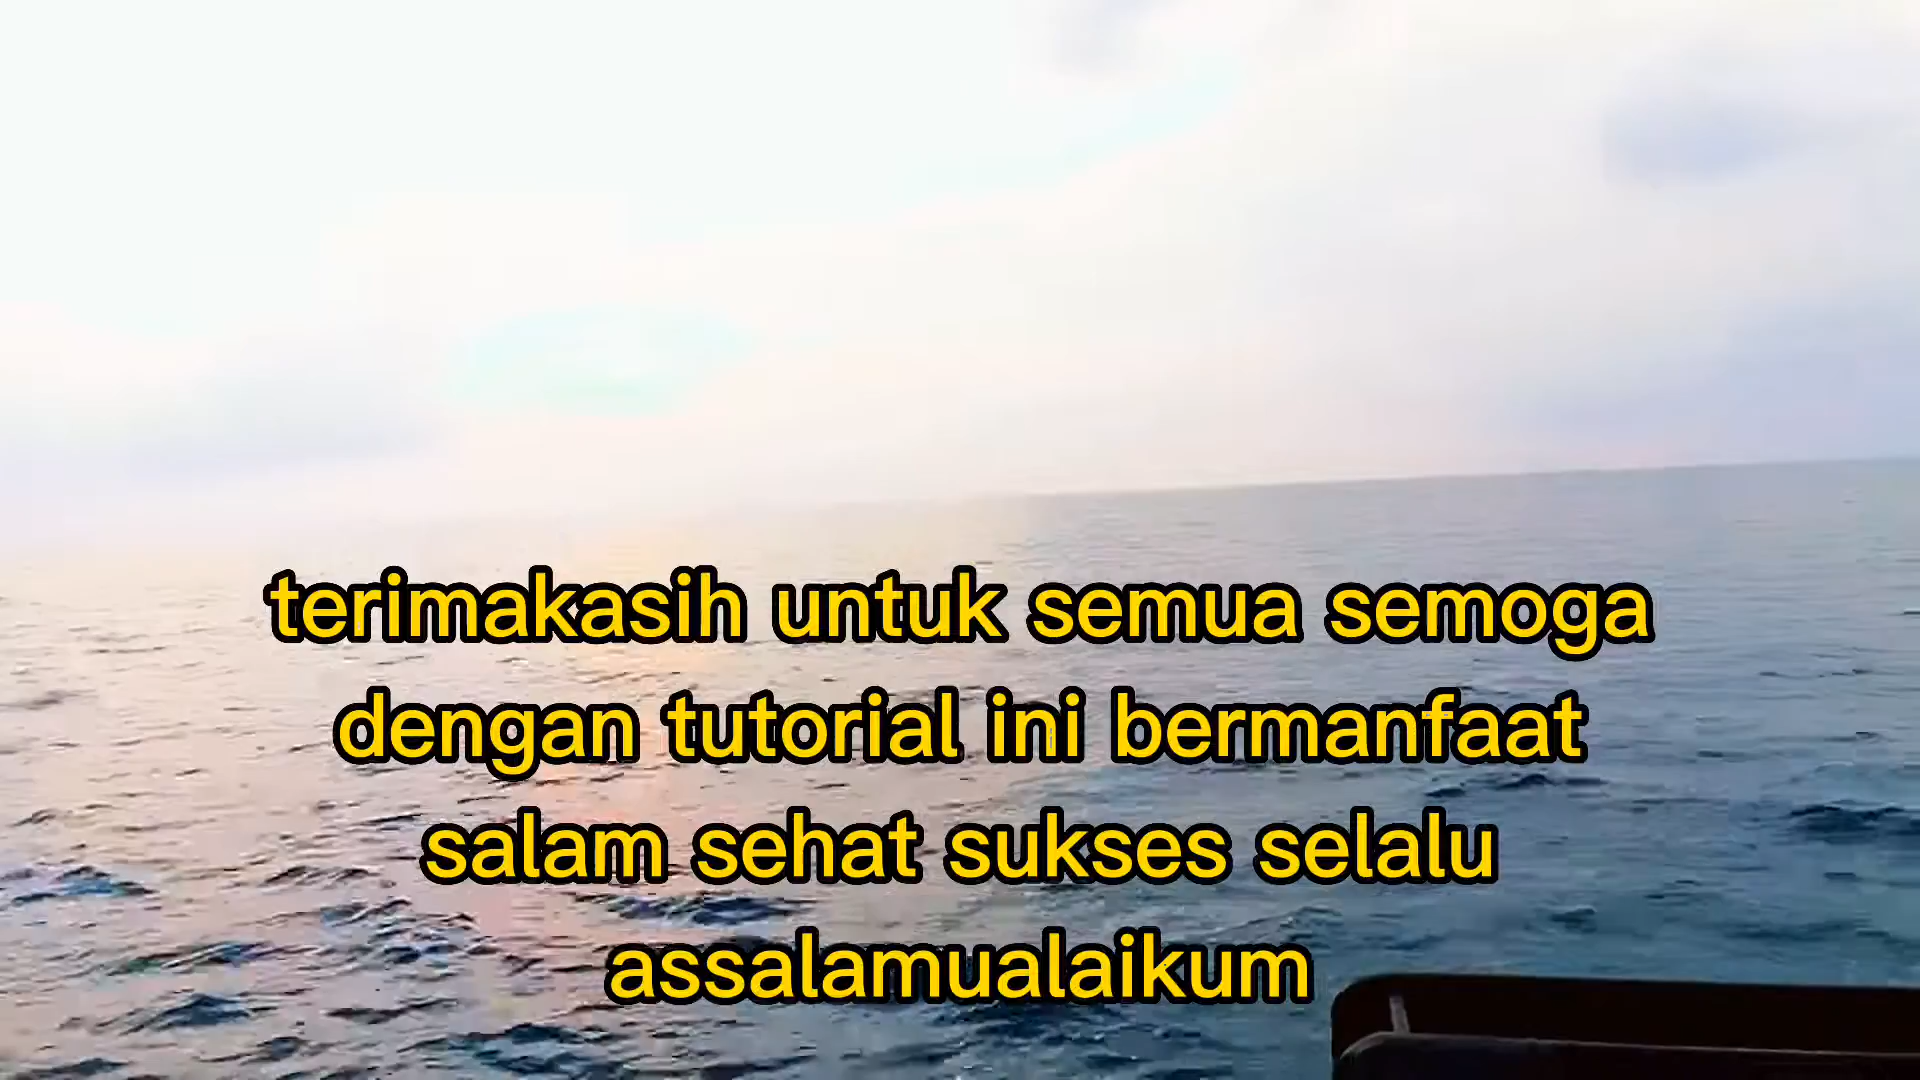 terimakasih untuk semua semoga
dengan tutorial ini bermanfaat
salam sehat sukses selalu
assalamualaikum